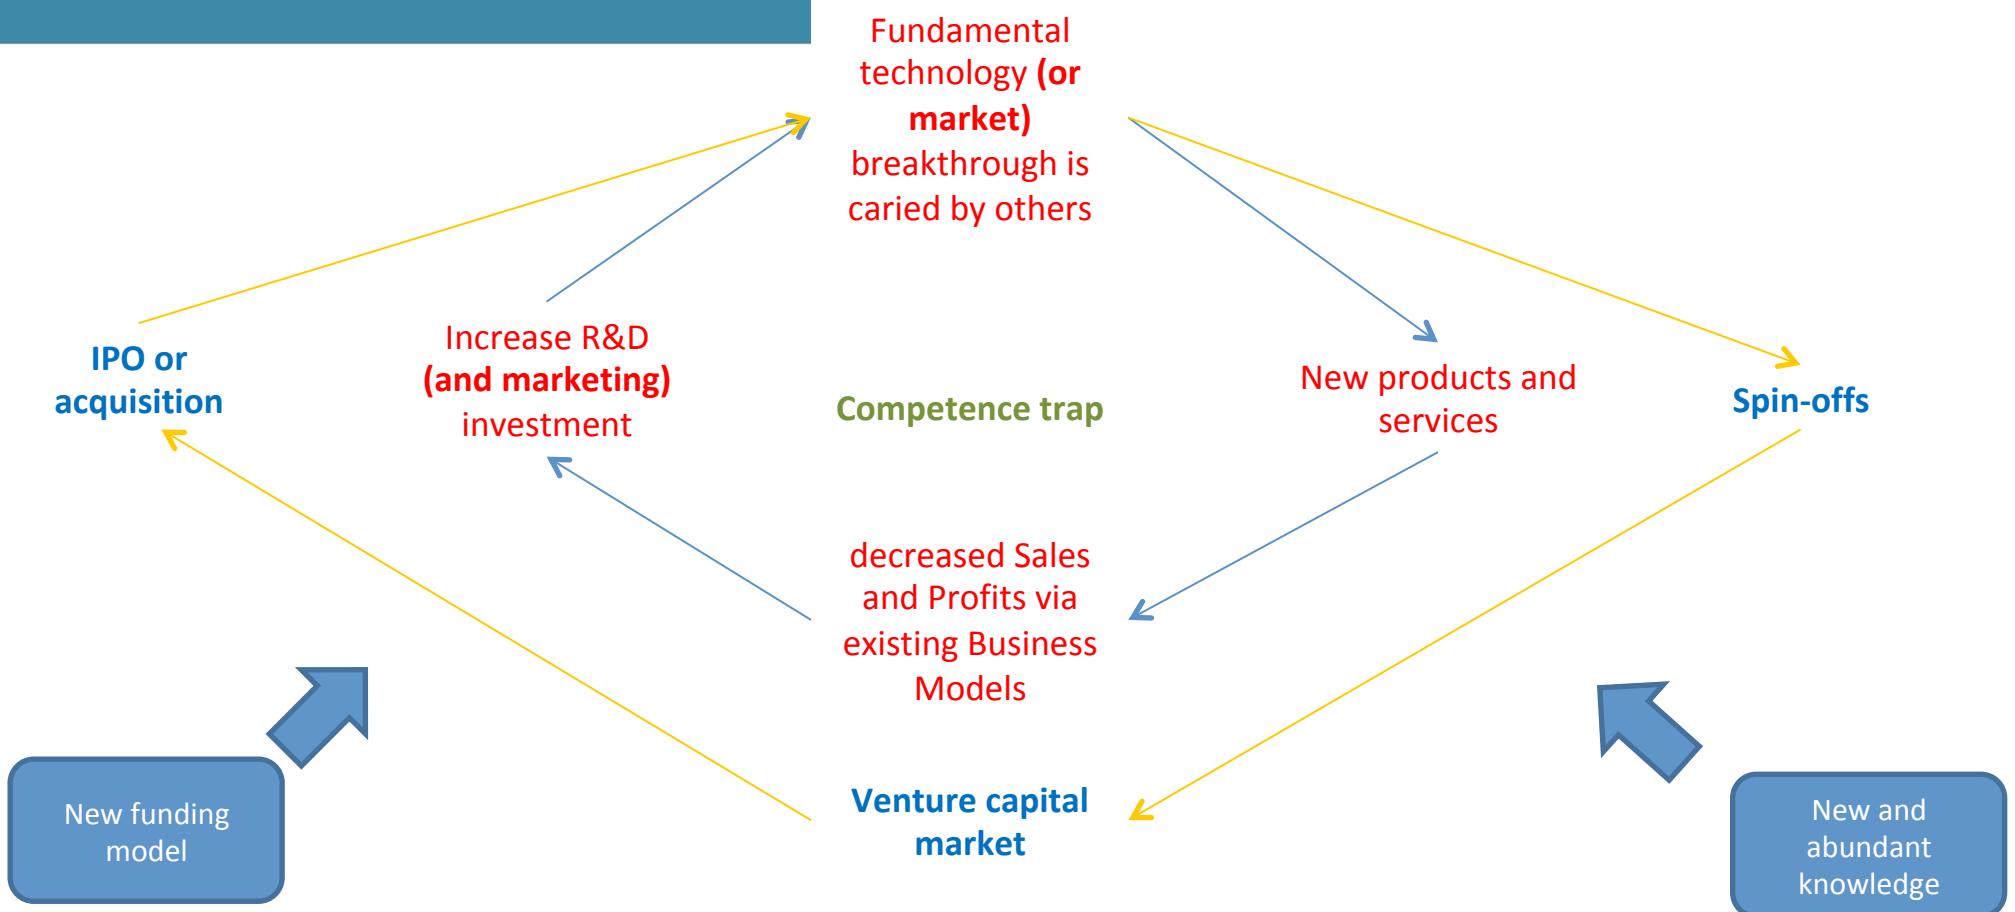 Fundamental
technology (or
market)
breakthrough is
caried by others
IPO or
acquisition
Increase R&D
(and marketing)
investment
Competence trap
New products and
services
Spin-offs
decreased Sales
and Profits via
existing Business
Models
Venture capital
market
New funding
model
New and
abundant
knowledge